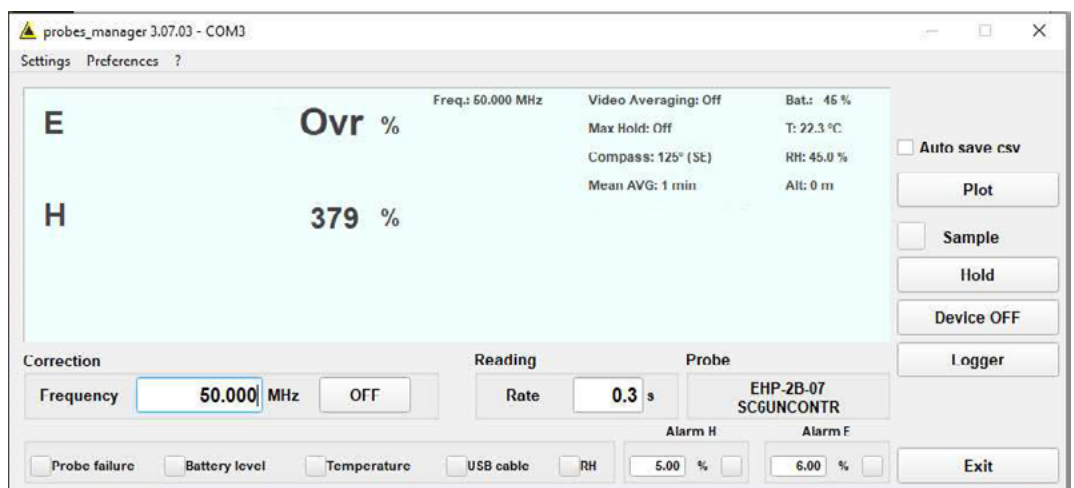 probes_manager 3.07.03 - COM3
Settings Preferences ?
E Ovr %
Freq.: 50.000 MHz
Video Averaging: Off
Bat.: 46 %
Max Hold: Off
T: 22.3 °C
Compass: 125° (SE)
RH: 45.0 %
Mean AVG: 1 min
Alt: 0 m
H 379 %
Auto save csv
Plot
Sample
Hold
Device OFF
Logger
Correction
Frequency 50.000 MHz OFF
Reading
Rate 0.3 s
Probe
EHP-2B-07
SC6UNCONTR
Probe failure Battery level Temperature USB cable RH
Alarm H
5.00 %
Alarm E
6.00 %
Exit